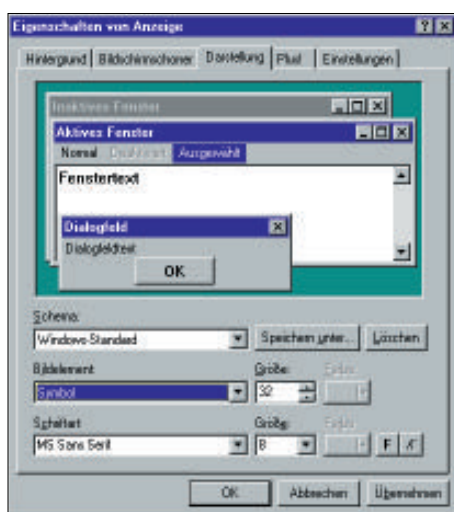 Eigenschaften von Anzeige
Hintergrund Bildschirmschoner Darstellung Plus! Einstellungen
Inaktives Fenster
Aktives Fenster
Normal Deaktiviert Ausgewählt
Fenstertext
Dialogfeld
Dialogfeldtext
OK
Schema:
Windows-Standard Speichern unter... Löschen
Bildelement Größe: Farbe:
Symbol 32
Schriftart Größe: Farbe:
MS Sans Serif 8 F K
OK Abbrechen Übernehmen